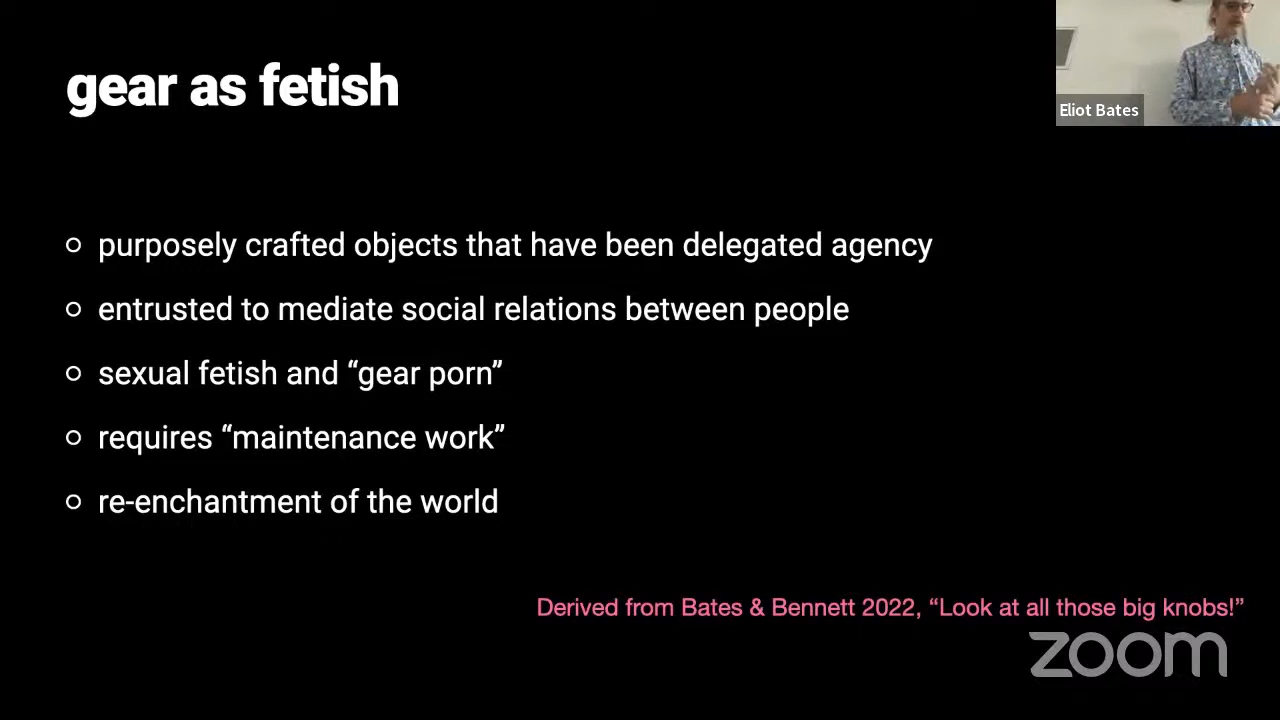 gear as fetish
Eliot Bates
○ purposely crafted objects that have been delegated agency
○ entrusted to mediate social relations between people
○ sexual fetish and “gear porn”
○ requires “maintenance work”
○ re-enchantment of the world
Derived from Bates & Bennett 2022, “Look at all those big knobs!”
zoom